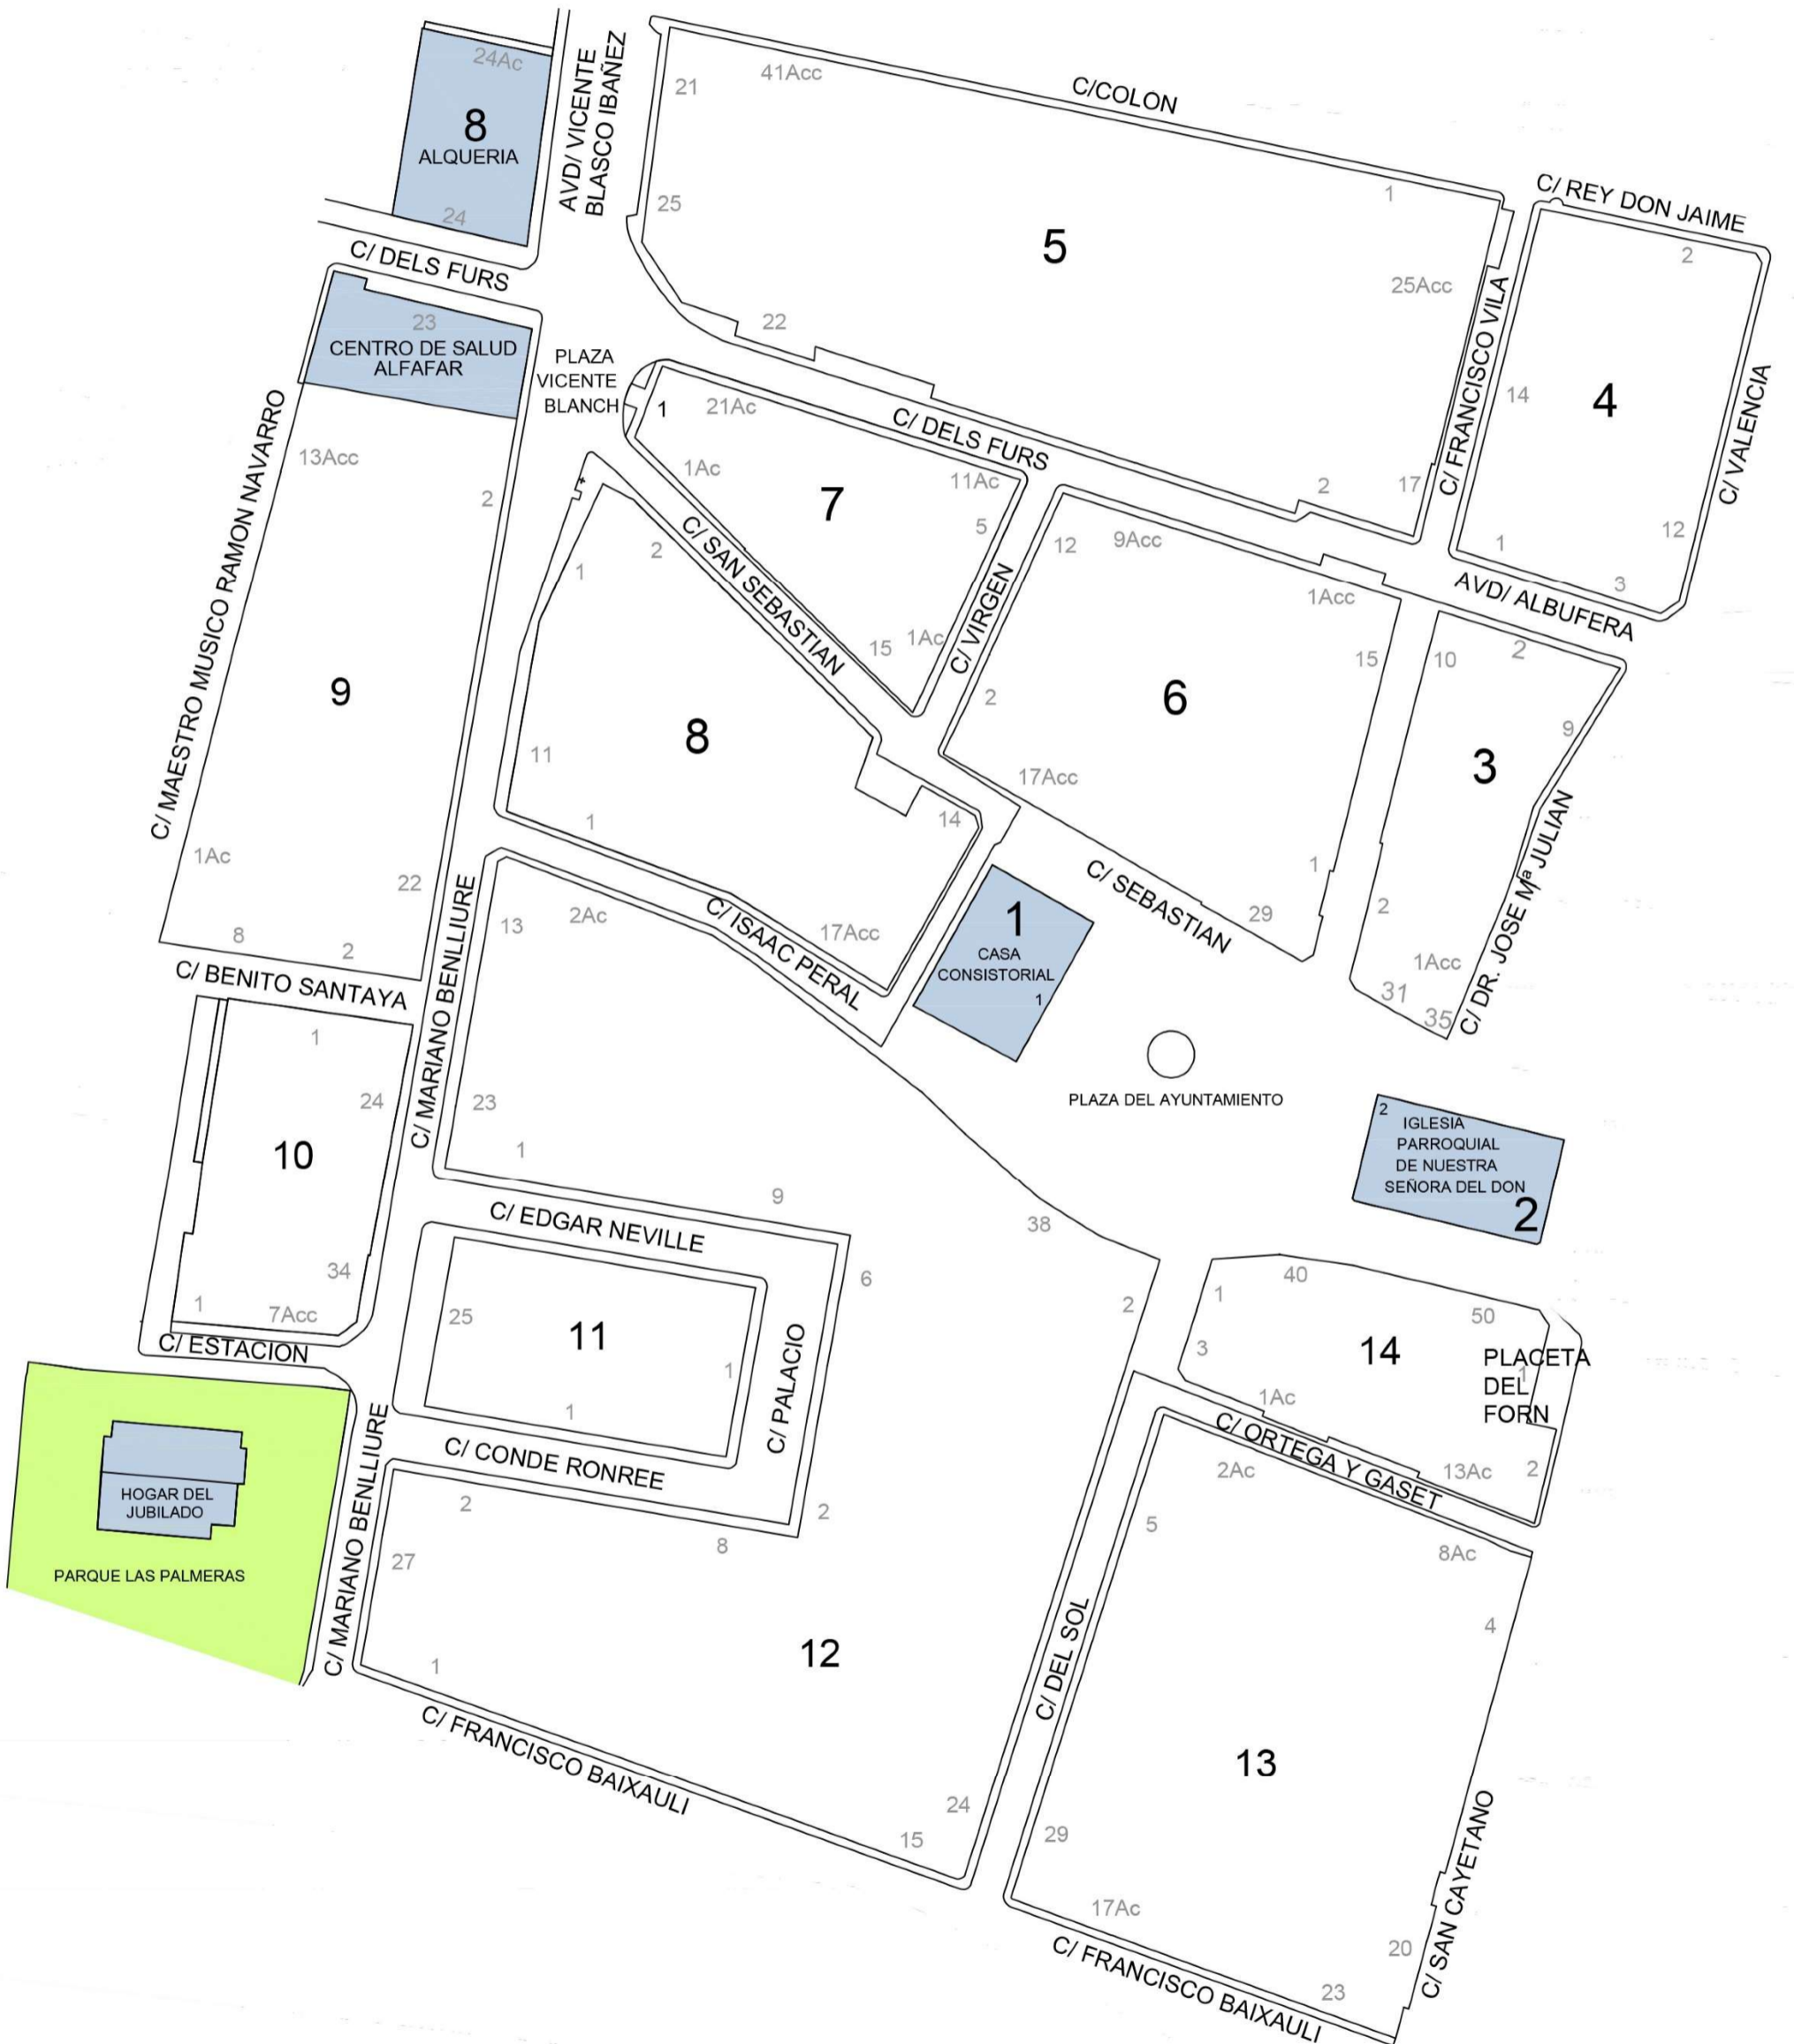 24Ac
8
ALQUERIA
24
AVD/ VICENTE
BLASCO IBAÑEZ
21
41Acc
C/COLON
1
25
5
25Acc
22
2
17
C/ REY DON JAIME
2
C/ FRANCISCO VILA
14
4
C/ VALENCIA
12
1
3
AVD/ ALBUFERA
C/ DELS FURS
23
CENTRO DE SALUD
ALFAFAR
PLAZA
VICENTE
BLANCH
1
21Ac
C/ DELS FURS
1Ac
11Ac
7
5
15
1Ac
C/ MAESTRO MUSICO RAMON NAVARRO
13Acc
2
9
1Ac
22
8
2
C/ SAN SEBASTIAN
2
1
8
11
1
14
17Acc
C/ VIRGEN
12
9Acc
1Acc
15
2
6
17Acc
1
29
C/ SEBASTIAN
10
2
9
3
2
1Acc
31
35
C/ DR. JOSE Mª JULIAN
C/ BENITO SANTAYA
C/ MARIANO BENLLIURE
13
2Ac
C/ ISAAC PERAL
1
CASA
CONSISTORIAL
1
PLAZA DEL AYUNTAMIENTO
2
IGLESIA
PARROQUIAL
DE NUESTRA
SEÑORA DEL DON
2
1
24
10
34
1
7Acc
C/ ESTACION
23
1
9
C/ EDGAR NEVILLE
38
6
2
25
11
1
1
C/ PALACIO
C/ CONDE RONREE
40
1
50
3
14
PLACETA
DEL
FORN
1
1Ac
C/ ORTEGA Y GASET
13Ac
2
HOGAR DEL
JUBILADO
PARQUE LAS PALMERAS
C/ MARIANO BENLLIURE
2
8
2
27
12
1
24
15
C/ FRANCISCO BAIXAULI
C/ DEL SOL
2Ac
5
8Ac
4
13
29
17Ac
20
23
C/ SAN CAYETANO
C/ FRANCISCO BAIXAULI